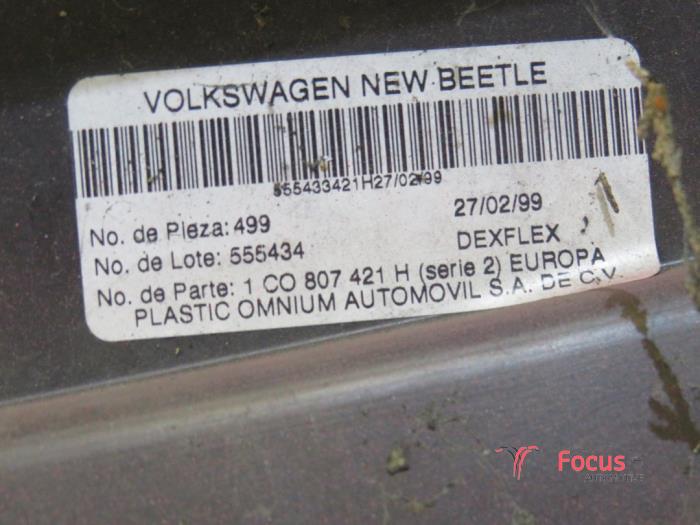 VOLKSWAGEN NEW BEETLE
555433421H27/02/99
No. de Pieza: 499 27/02/99
No. de Lote: 555434 DEXFLEX
No. de Parte: 1 CO 807 421 H (serie 2) EUROPA
PLASTIC OMNIUM AUTOMOVIL S.A. DE C.V.
Focus
AUTOMOTIVE